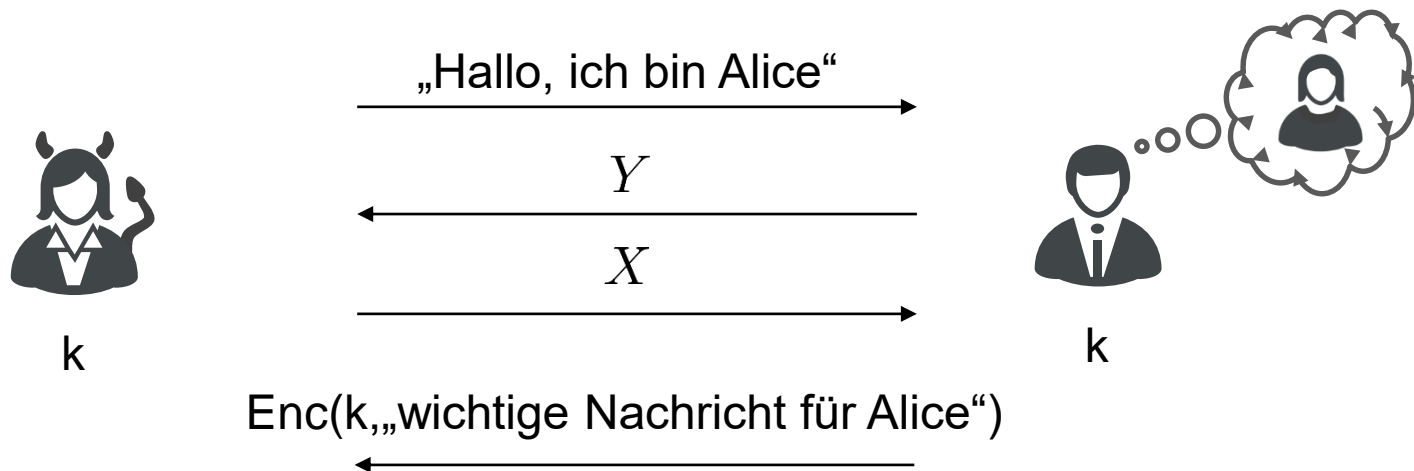 „Hallo, ich bin Alice“
Y
X
k
k
Enc(k,„wichtige Nachricht für Alice“)